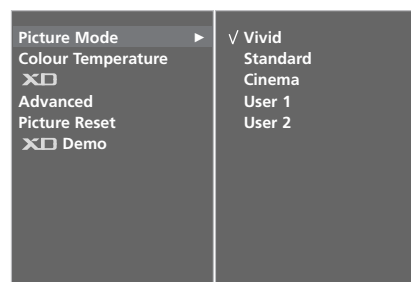 Picture Mode
Colour Temperature
XD
Advanced
Picture Reset
XD Demo
√ Vivid
Standard
Cinema
User 1
User 2